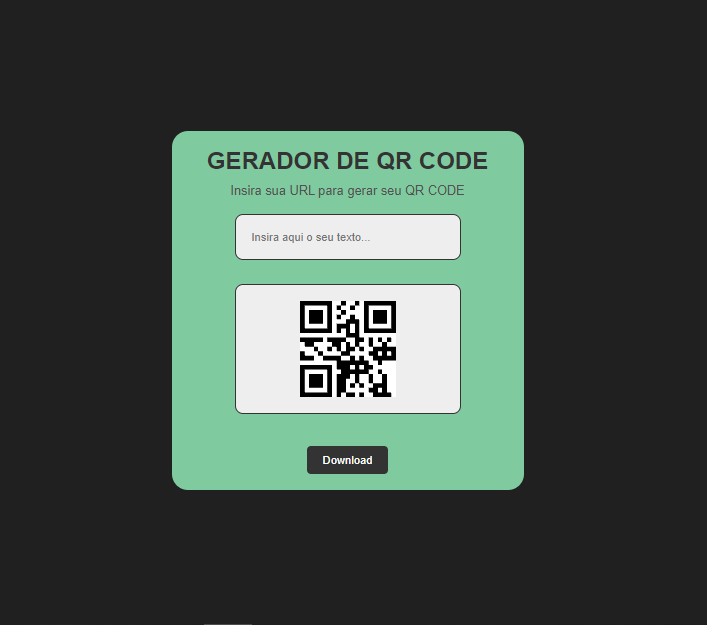 GERADOR DE QR CODE
Insira sua URL para gerar seu QR CODE
Insira aqui o seu texto...
Download